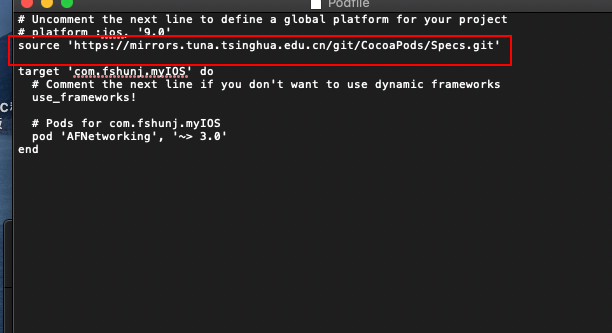 Podfile
# Uncomment the next line to define a global platform for your project
# platform :ios, '9.0'
source 'https://mirrors.tuna.tsinghua.edu.cn/git/CocoaPods/Specs.git'
target 'com.fshunj.myIOS' do
# Comment the next line if you don't want to use dynamic frameworks
use_frameworks!
# Pods for com.fshunj.myIOS
pod 'AFNetworking', '~> 3.0'
end